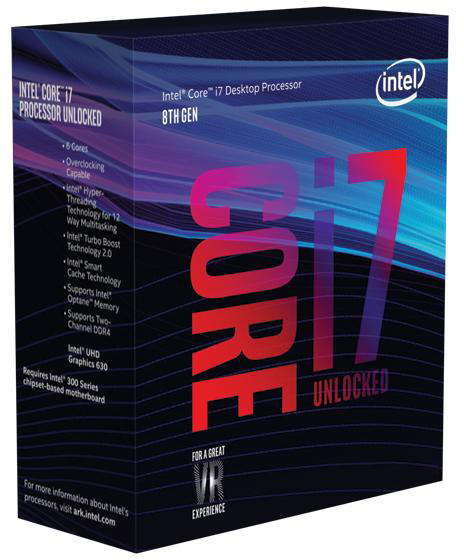 INTEL® CORE™ i7
PROCESSOR UNLOCKED
• 6 Cores
• Overclocking
Capable
• Intel® Hyper-
Threading
Technology for 12
Way Multitasking
• Intel® Turbo Boost
Technology 2.0
• Intel® Smart
Cache Technology
• Supports Intel®
Optane™ Memory
• Supports Two-
Channel DDR4
Intel® UHD
Graphics 630
Requires Intel® 300 Series
chipset-based motherboard
For more information about Intel's
processors, visit ark.intel.com
Intel® Core™ i7 Desktop Processor
8TH GEN
intel®
CORE
i7
UNLOCKED
FOR A GREAT
VR
EXPERIENCE